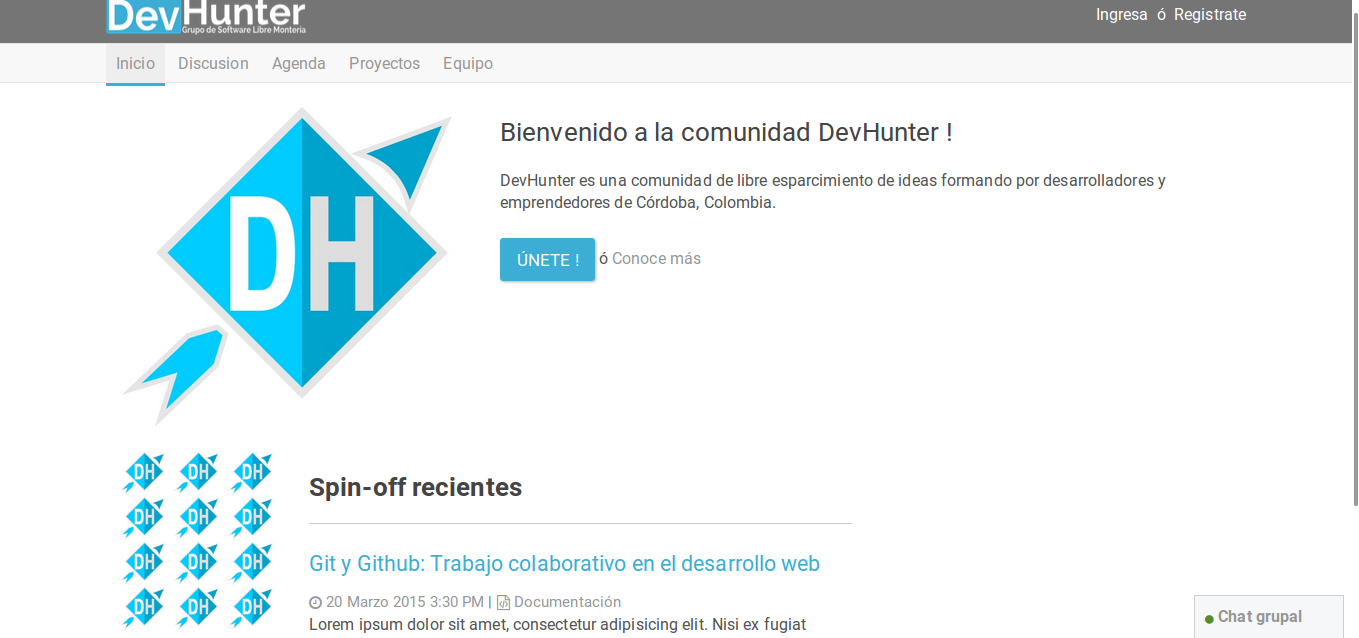 DevHunter
Grupo de Software Libre Montería
Ingresa ó Registrate
Inicio Discusion Agenda Proyectos Equipo
DH
Bienvenido a la comunidad DevHunter !
DevHunter es una comunidad de libre esparcimiento de ideas formando por desarrolladores y
emprendedores de Córdoba, Colombia.
ÚNETE ! ó Conoce más
DH DH DH
DH DH DH
DH DH DH
DH DH DH
Spin-off recientes
Git y Github: Trabajo colaborativo en el desarrollo web
20 Marzo 2015 3:30 PM | Documentación
Lorem ipsum dolor sit amet, consectetur adipisicing elit. Nisi ex fugiat
Chat grupal